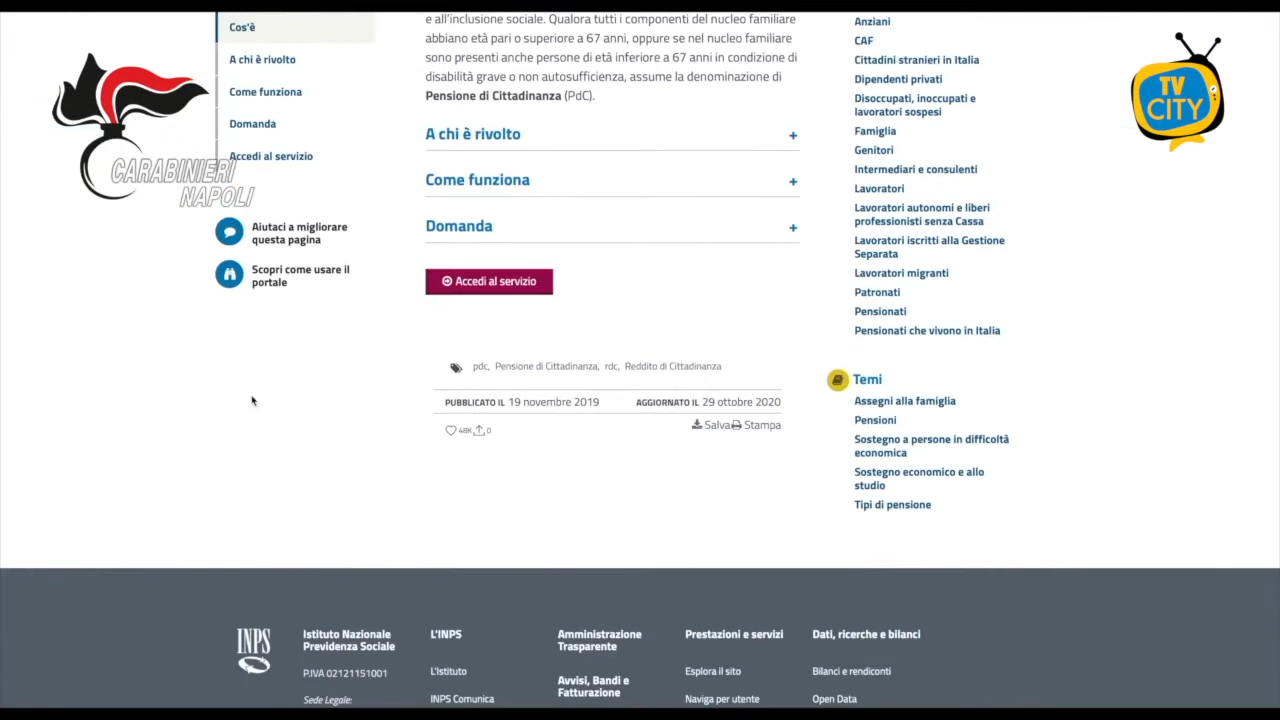 Cos'è
A chi è rivolto
Come funziona
Domanda
Accedi al servizio
CARABINIERI
NAPOLI
Aiutaci a migliorare
questa pagina
Scopri come usare il
portale
e all'inclusione sociale. Qualora tutti i componenti del nucleo familiare
abbiano età pari o superiore a 67 anni, oppure se nel nucleo familiare
sono presenti anche persone di età inferiore a 67 anni in condizione di
disabilità grave o non autosufficienza, assume la denominazione di
Pensione di Cittadinanza (PdC).
A chi è rivolto +
Come funziona +
Domanda +
Accedi al servizio
pdc, Pensione di Cittadinanza, rdc, Reddito di Cittadinanza
PUBBLICATO IL 19 novembre 2019 AGGIORNATO IL 29 ottobre 2020
48K 0 Salva Stampa
Anziani
CAF
Cittadini stranieri in Italia
Dipendenti privati
Disoccupati, inoccupati e
lavoratori sospesi
Famiglia
Genitori
Intermediari e consulenti
Lavoratori
Lavoratori autonomi e liberi
professionisti senza Cassa
Lavoratori iscritti alla Gestione
Separata
Lavoratori migranti
Patronati
Pensionati
Pensionati che vivono in Italia
Temi
Assegni alla famiglia
Pensioni
Sostegno a persone in difficoltà
economica
Sostegno economico e allo
studio
Tipi di pensione
TV
CITY
INPS
Istituto Nazionale
Previdenza Sociale
P.IVA 02121151001
Sede Legale:
L'INPS
L'Istituto
INPS Comunica
Amministrazione
Trasparente
Avvisi, Bandi e
Fatturazione
Prestazioni e servizi
Esplora il sito
Naviga per utente
Dati, ricerche e bilanci
Bilanci e rendiconti
Open Data